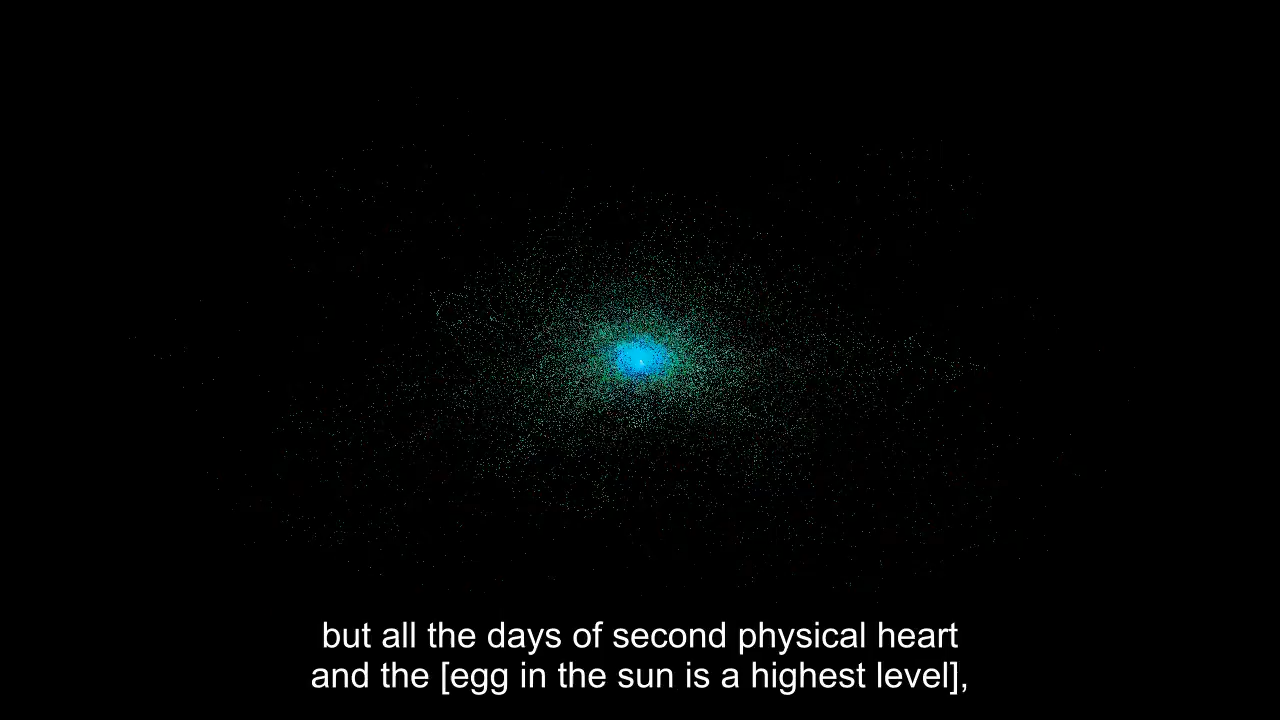 but all the days of second physical heart
and the [egg in the sun is a highest level],